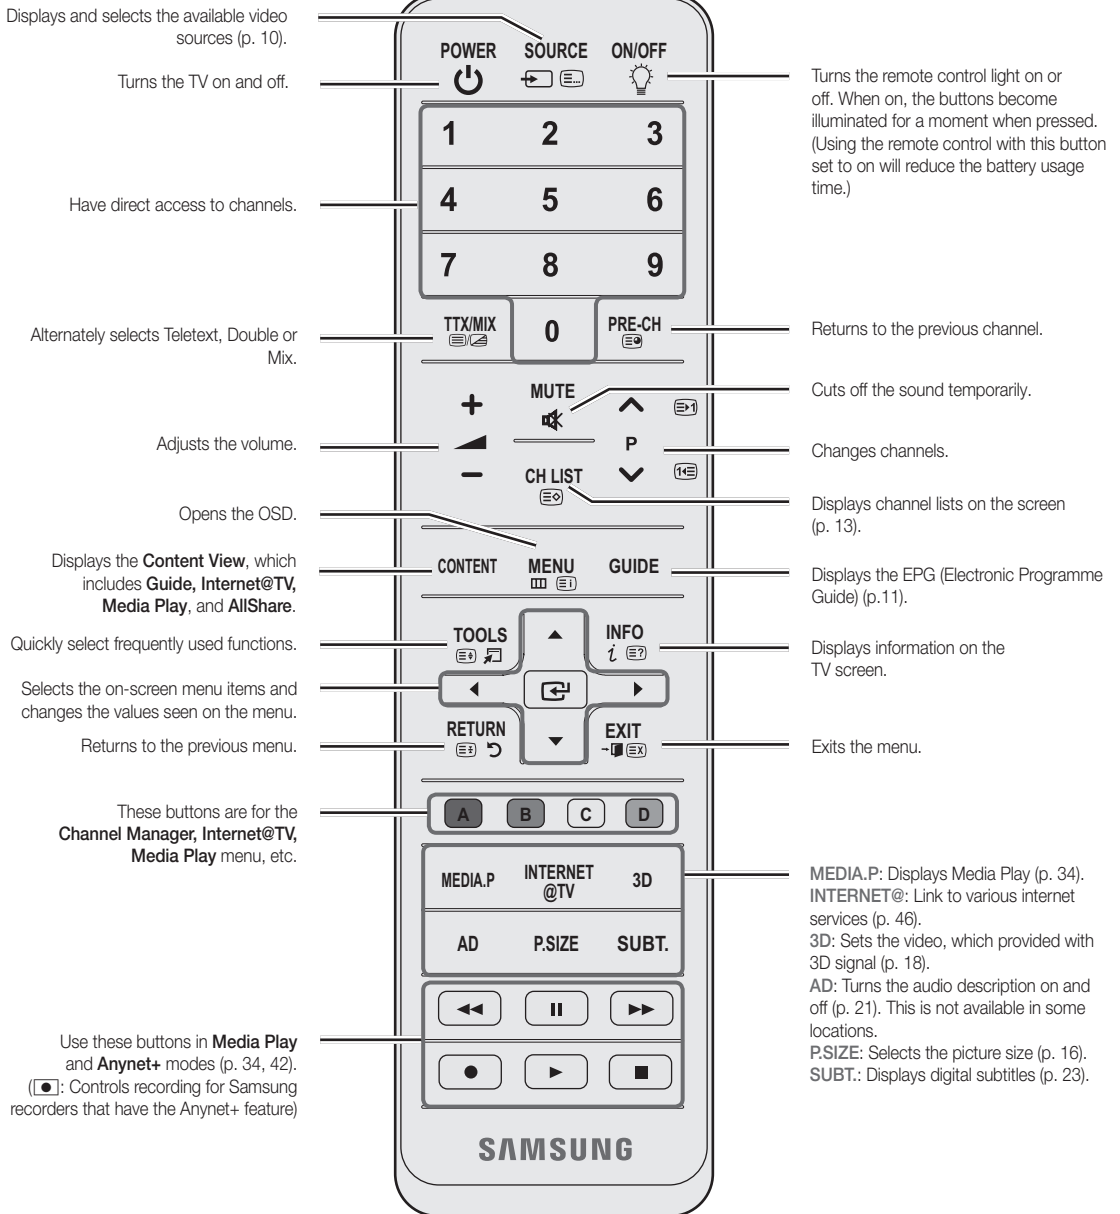 Displays and selects the available video
sources (p. 10).
Turns the TV on and off.
Have direct access to channels.
Alternately selects Teletext, Double or
Mix.
Adjusts the volume.
Opens the OSD.
Displays the Content View, which
includes Guide, Internet@TV,
Media Play, and AllShare.
Quickly select frequently used functions.
Selects the on-screen menu items and
changes the values seen on the menu.
Returns to the previous menu.
These buttons are for the
Channel Manager, Internet@TV,
Media Play menu, etc.
Use these buttons in Media Play
and Anynet+ modes (p. 34, 42).
(●: Controls recording for Samsung
recorders that have the Anynet+ feature)
POWER SOURCE ON/OFF
1 2 3
4 5 6
7 8 9
TTX/MIX 0 PRE-CH
MUTE
P
CH LIST
CONTENT MENU GUIDE
TOOLS INFO
RETURN EXIT
A B C D
MEDIA.P INTERNET
@TV 3D
AD P.SIZE SUBT.
SAMSUNG
Turns the remote control light on or
off. When on, the buttons become
illuminated for a moment when pressed.
(Using the remote control with this button
set to on will reduce the battery usage
time.)
Returns to the previous channel.
Cuts off the sound temporarily.
Changes channels.
Displays channel lists on the screen
(p. 13).
Displays the EPG (Electronic Programme
Guide) (p.11).
Displays information on the
TV screen.
Exits the menu.
MEDIA.P: Displays Media Play (p. 34).
INTERNET@: Link to various internet
services (p. 46).
3D: Sets the video, which provided with
3D signal (p. 18).
AD: Turns the audio description on and
off (p. 21). This is not available in some
locations.
P.SIZE: Selects the picture size (p. 16).
SUBT.: Displays digital subtitles (p. 23).